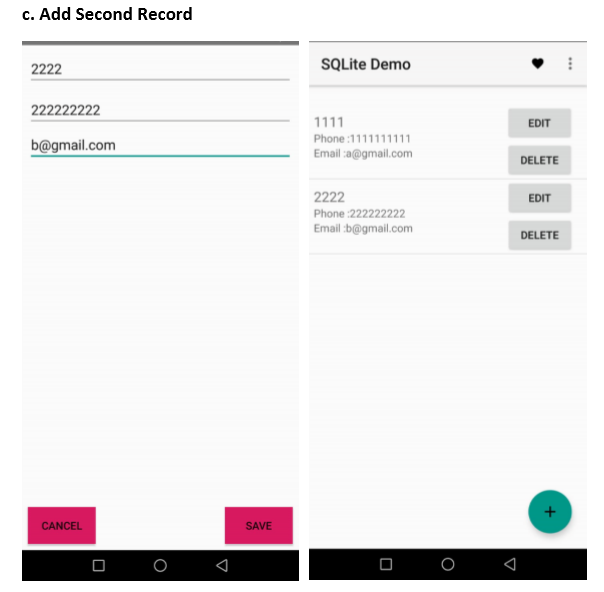 c. Add Second Record
2222
222222222
b@gmail.com
CANCEL
SAVE
SQLite Demo
1111
Phone :1111111111
Email :a@gmail.com
EDIT
DELETE
2222
Phone :222222222
Email :b@gmail.com
EDIT
DELETE
+